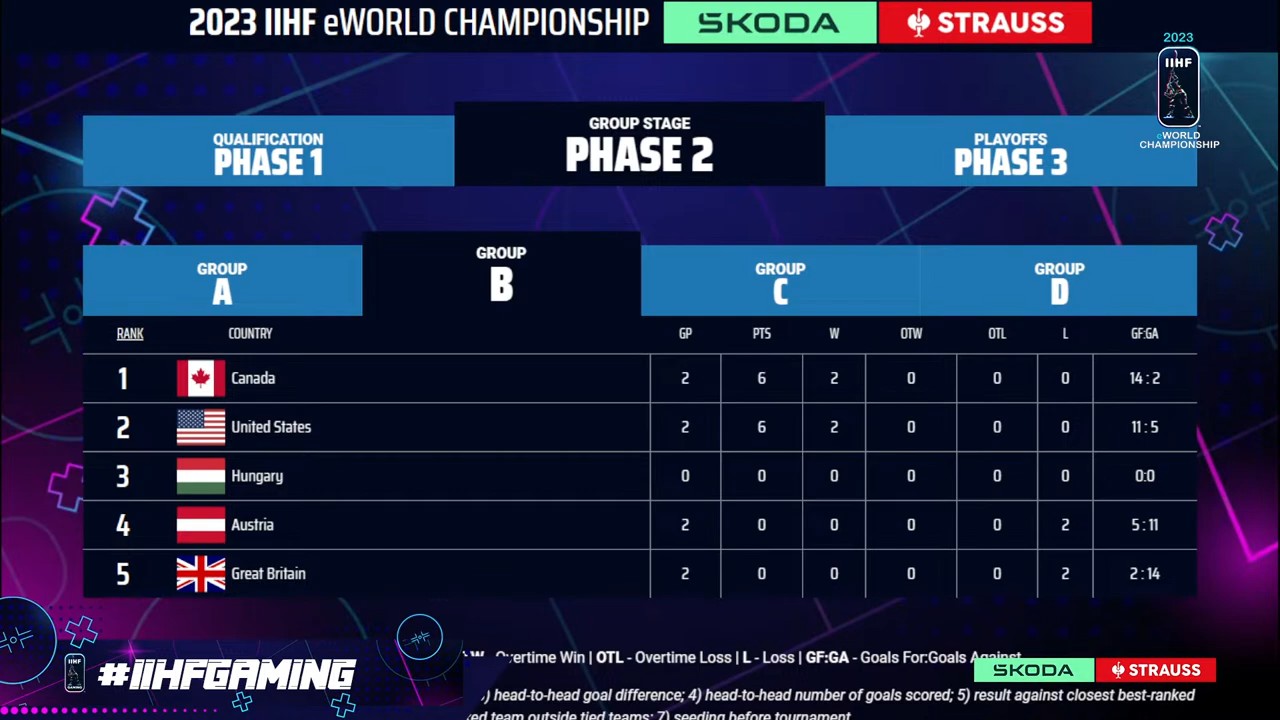 2023 IIHF eWORLD CHAMPIONSHIP ŠKODA STRAUSS
2023
IIHF
eWORLD
CHAMPIONSHIP
QUALIFICATION
PHASE 1
GROUP STAGE
PHASE 2
PLAYOFFS
PHASE 3
GROUP
A
GROUP
B
GROUP
C
GROUP
D
RANK COUNTRY GP PTS W OTW OTL L GF:GA
1 Canada 2 6 2 0 0 0 14 : 2
2 United States 2 6 2 0 0 0 11 : 5
3 Hungary 0 0 0 0 0 0 0:0
4 Austria 2 0 0 0 0 2 5 : 11
5 Great Britain 2 0 0 0 0 2 2 : 14
Overtime Win | OTL - Overtime Loss | L - Loss | GF:GA - Goals For:Goals Against
IIHF
#IIHFGAMING
ŠKODA STRAUSS
) head-to-head goal difference; 4) head-to-head number of goals scored; 5) result against closest best-ranked
team outside tied teams; 7) seeding before tournament